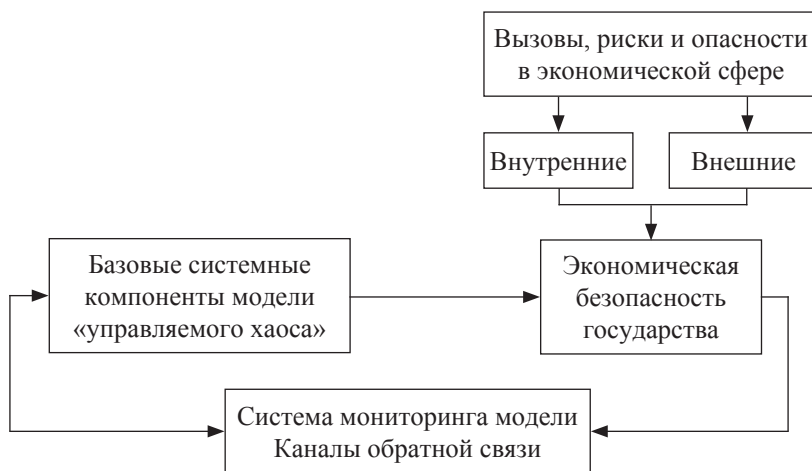 Вызовы, риски и опасности
в экономической сфере
Внутренние
Внешние
Базовые системные
компоненты модели
«управляемого хаоса»
Экономическая
безопасность
государства
Система мониторинга модели
Каналы обратной связи